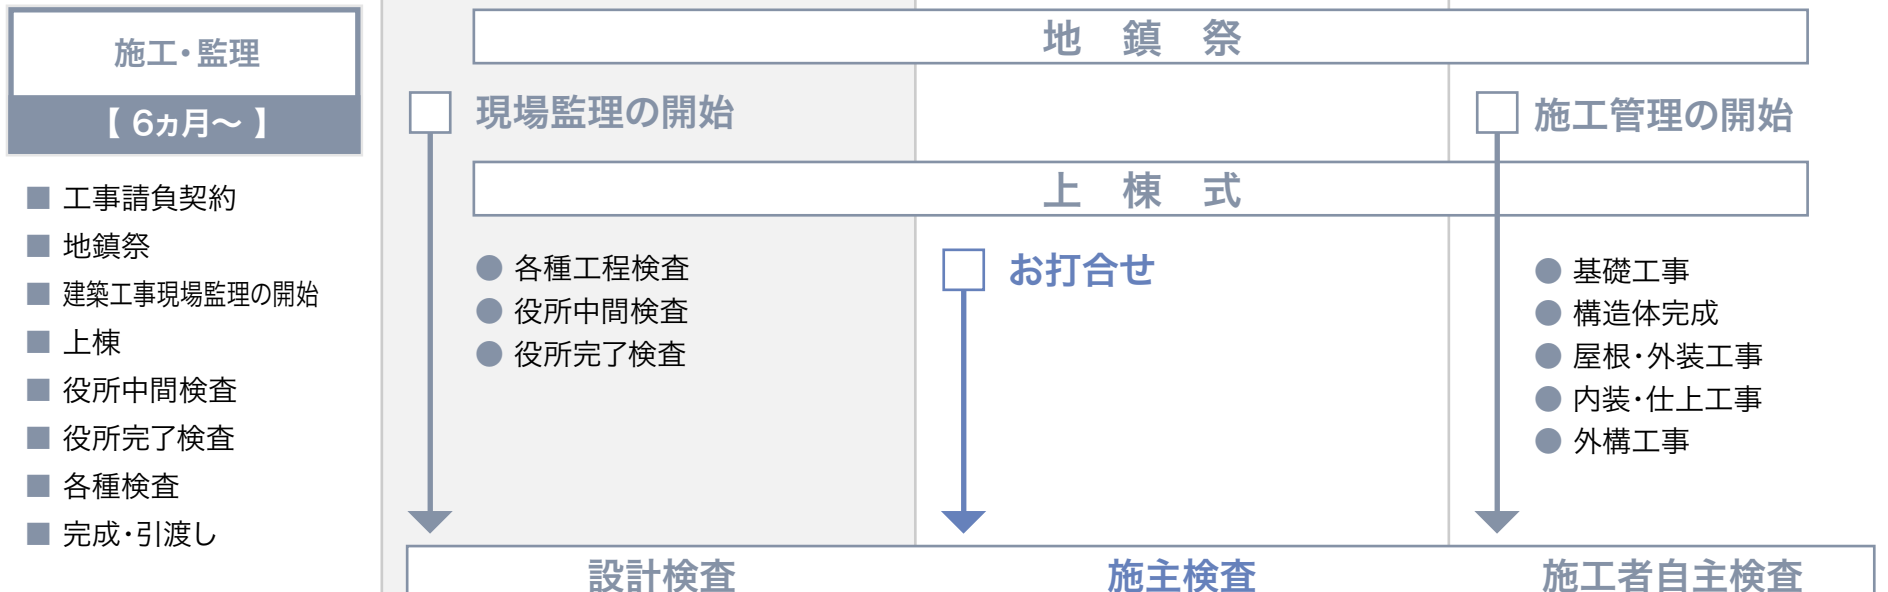 施工・監理
【 6ヵ月〜 】
■ 工事請負契約
■ 地鎮祭
■ 建築工事現場監理の開始
■ 上棟
■ 役所中間検査
■ 役所完了検査
■ 各種検査
■ 完成・引渡し
地 鎮 祭
現場監理の開始
施工管理の開始
上 棟 式
● 各種工程検査
● 役所中間検査
● 役所完了検査
お打合せ
● 基礎工事
● 構造体完成
● 屋根・外装工事
● 内装・仕上工事
● 外構工事
設計検査
施主検査
施工者自主検査